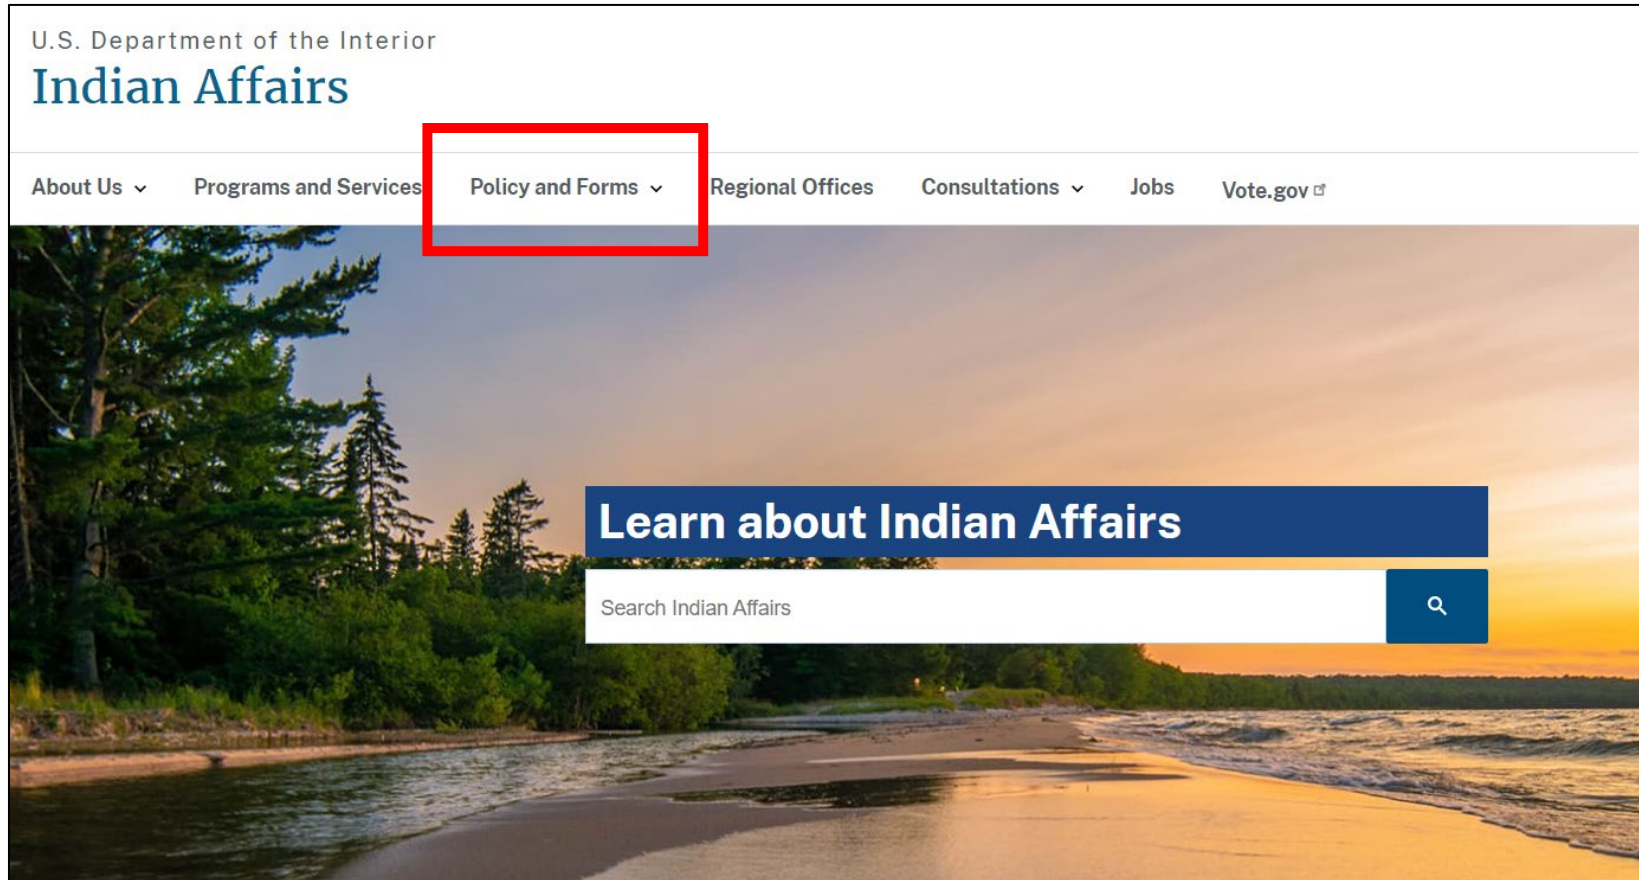 U.S. Department of the Interior
Indian Affairs
About Us Programs and Services Policy and Forms Regional Offices Consultations Jobs Vote.gov
Learn about Indian Affairs
Search Indian Affairs